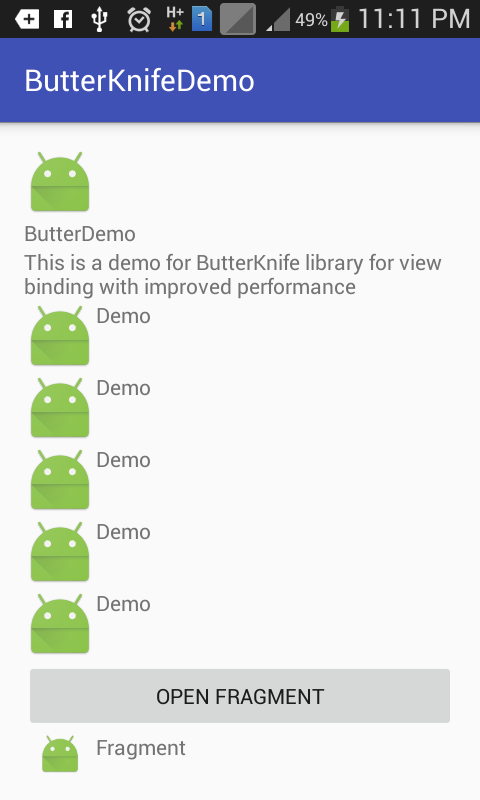 H+ 1 49% 11:11 PM
ButterKnifeDemo
ButterDemo
This is a demo for ButterKnife library for view
binding with improved performance
Demo
Demo
Demo
Demo
Demo
OPEN FRAGMENT
Fragment